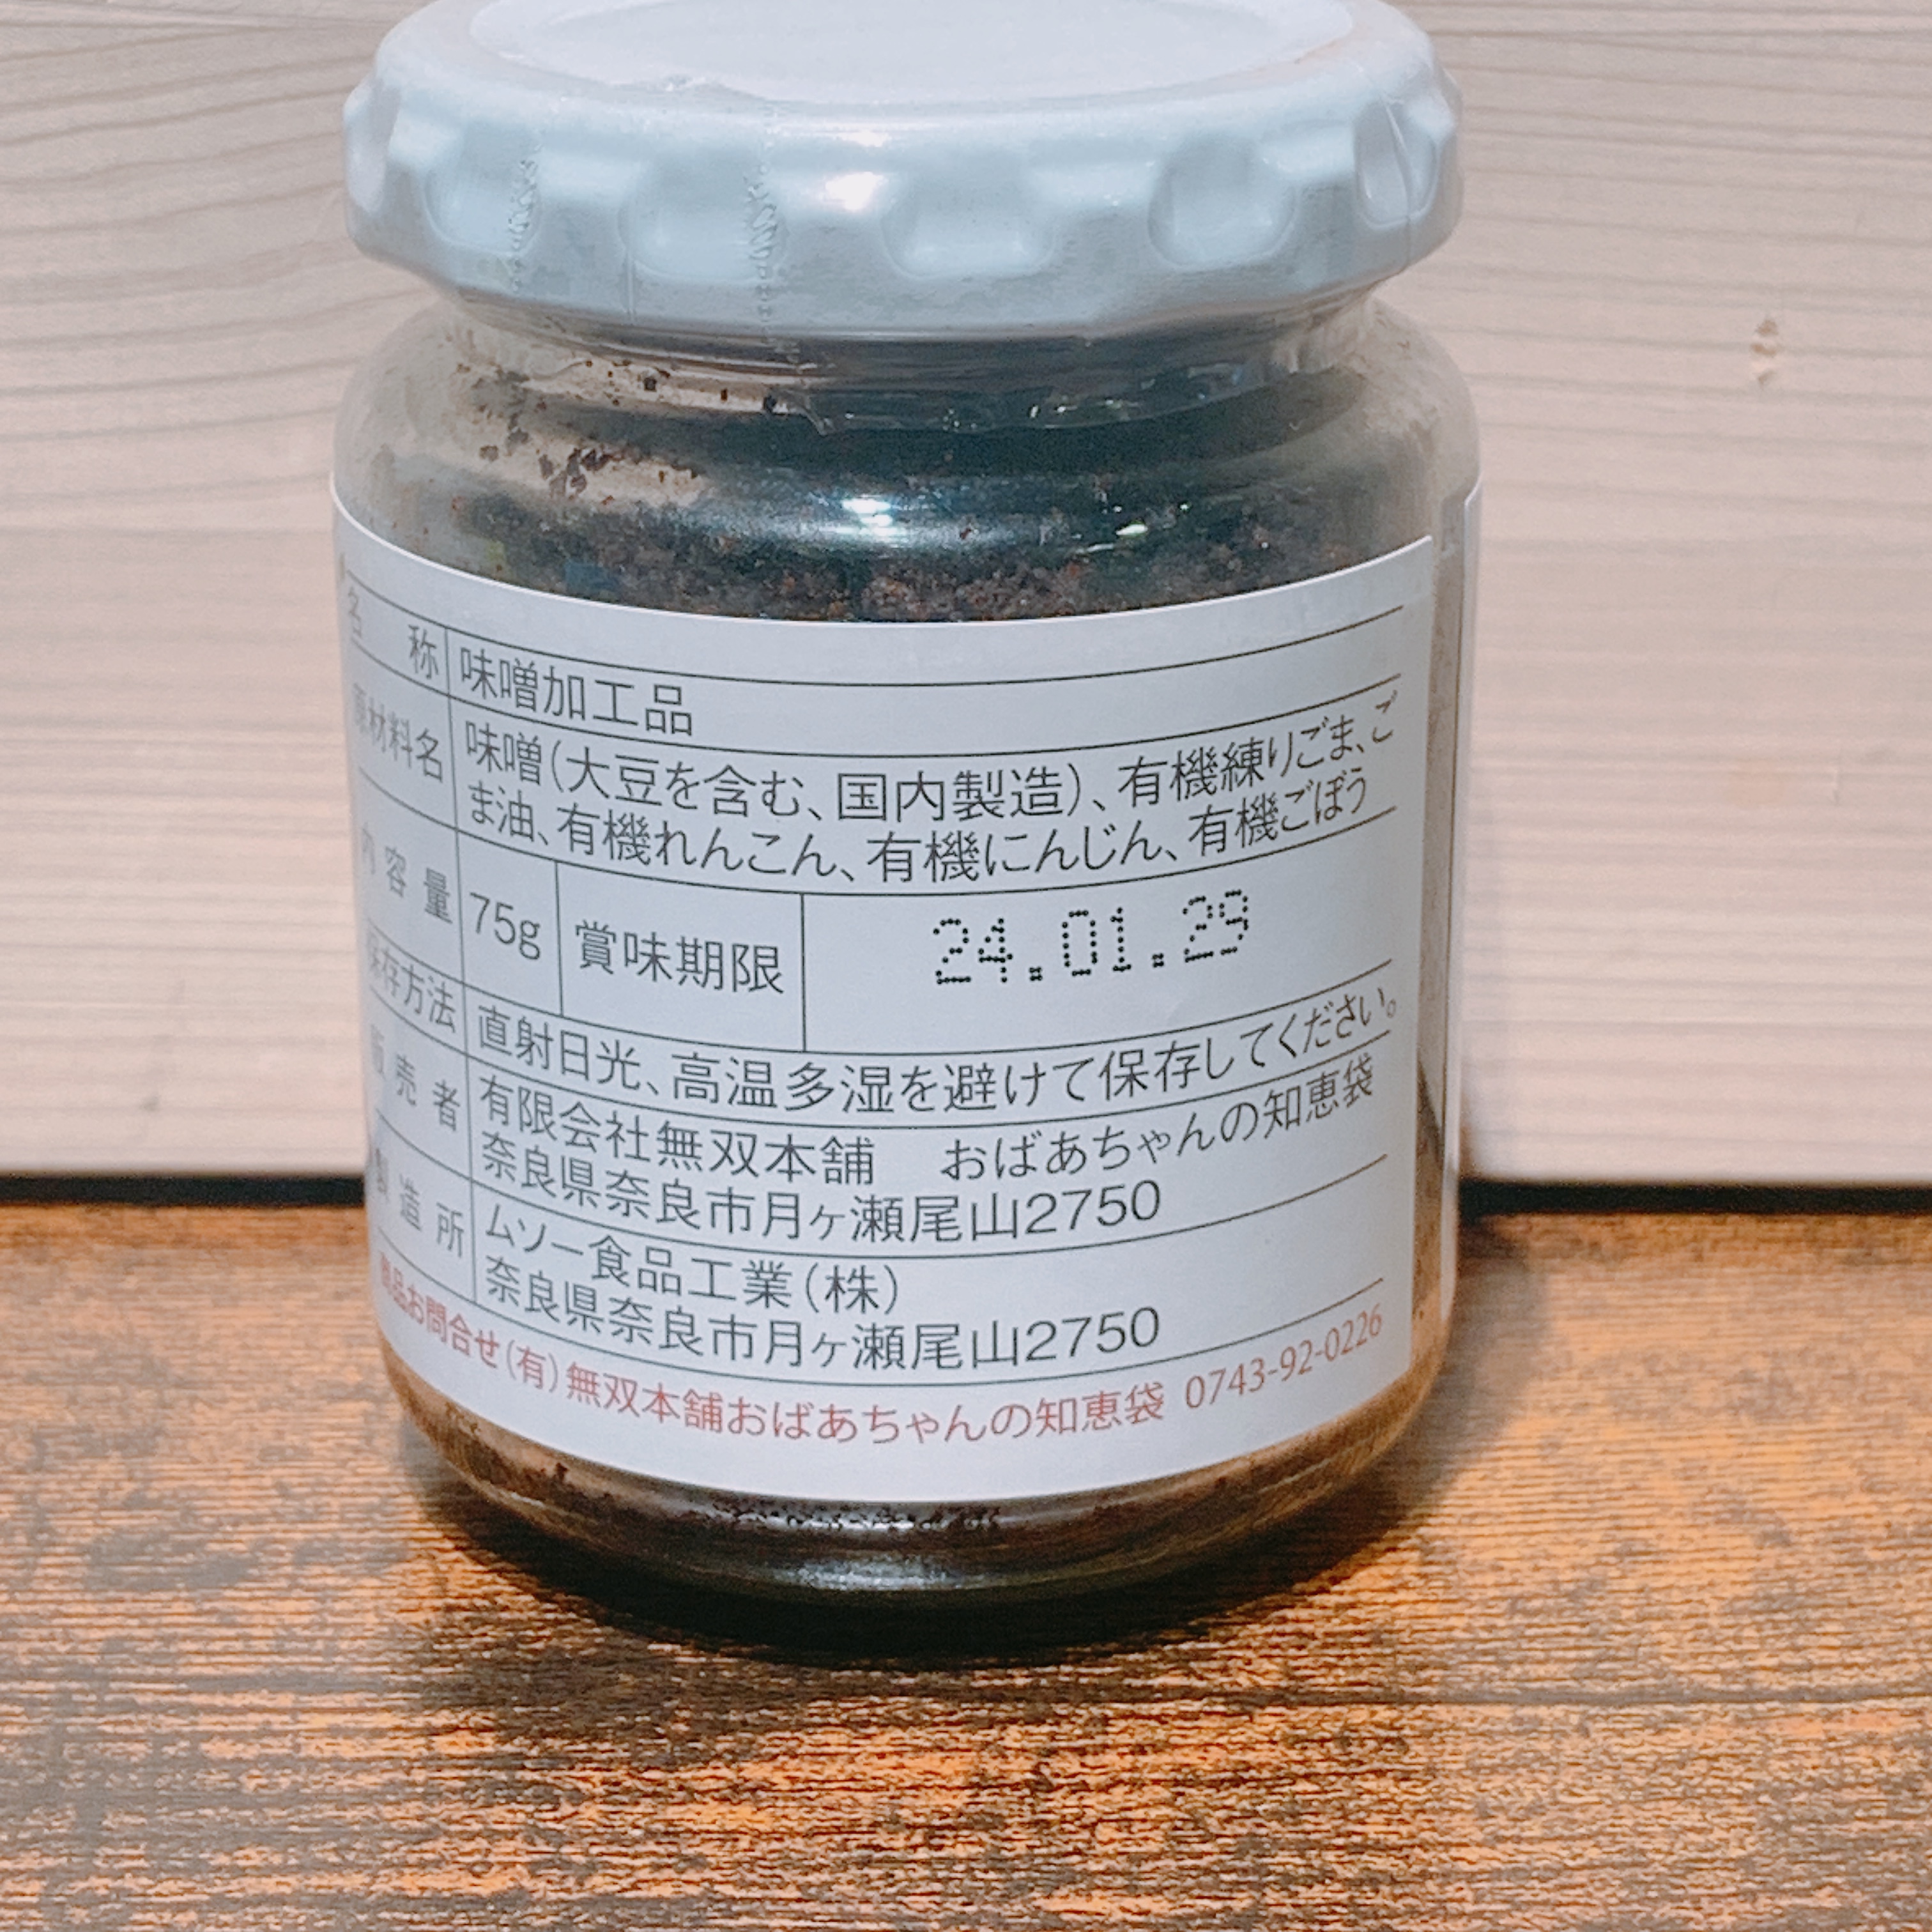 名称 味噌加工品
原材料名 味噌(大豆を含む、国内製造)、有機練りごま、ご
ま油、有機れんこん、有機にんじん、有機ごぼう
内容量 75g 賞味期限 24.01.29
保存方法 直射日光、高温多湿を避けて保存してください。
販売者 有限会社無双本舗 おばあちゃんの知恵袋
奈良県奈良市月ヶ瀬尾山2750
製造所 ムソー食品工業(株)
奈良県奈良市月ヶ瀬尾山2750
商品お問合せ(有)無双本舗おばあちゃんの知恵袋 0743-92-0226